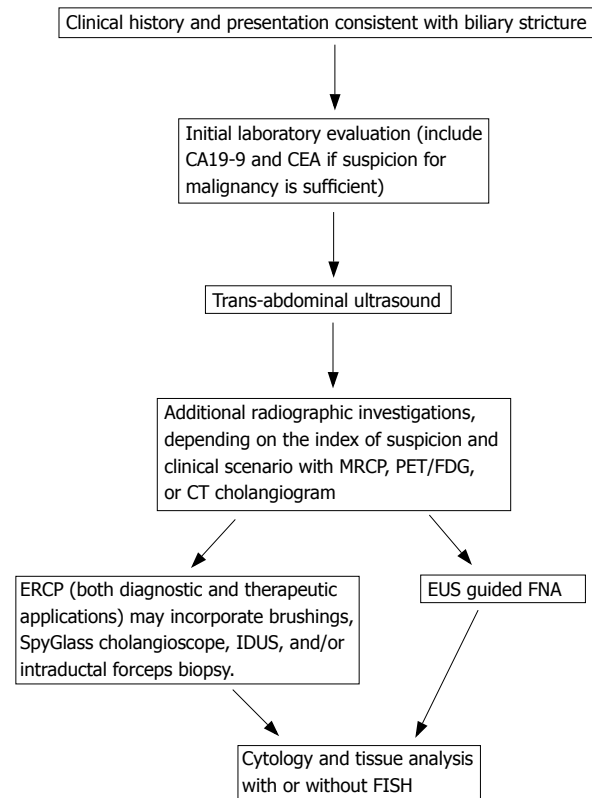 Clinical history and presentation consistent with biliary stricture
Initial laboratory evaluation (include
CA19-9 and CEA if suspicion for
malignancy is sufficient)
Trans-abdominal ultrasound
Additional radiographic investigations,
depending on the index of suspicion and
clinical scenario with MRCP, PET/FDG,
or CT cholangiogram
ERCP (both diagnostic and therapeutic
applications) may incorporate brushings,
SpyGlass cholangioscope, IDUS, and/or
intraductal forceps biopsy.
EUS guided FNA
Cytology and tissue analysis
with or without FISH